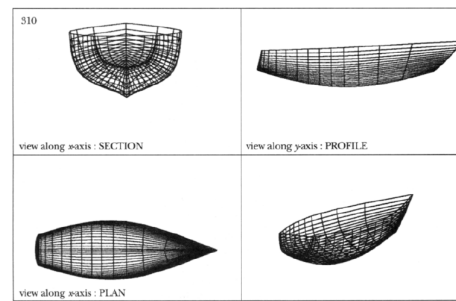 310
view along x-axis : SECTION
view along y-axis : PROFILE
view along x-axis : PLAN